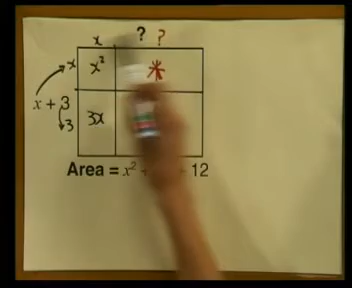 x ? ?
x x² *
x + 3
3 3x
Area = x² + 12